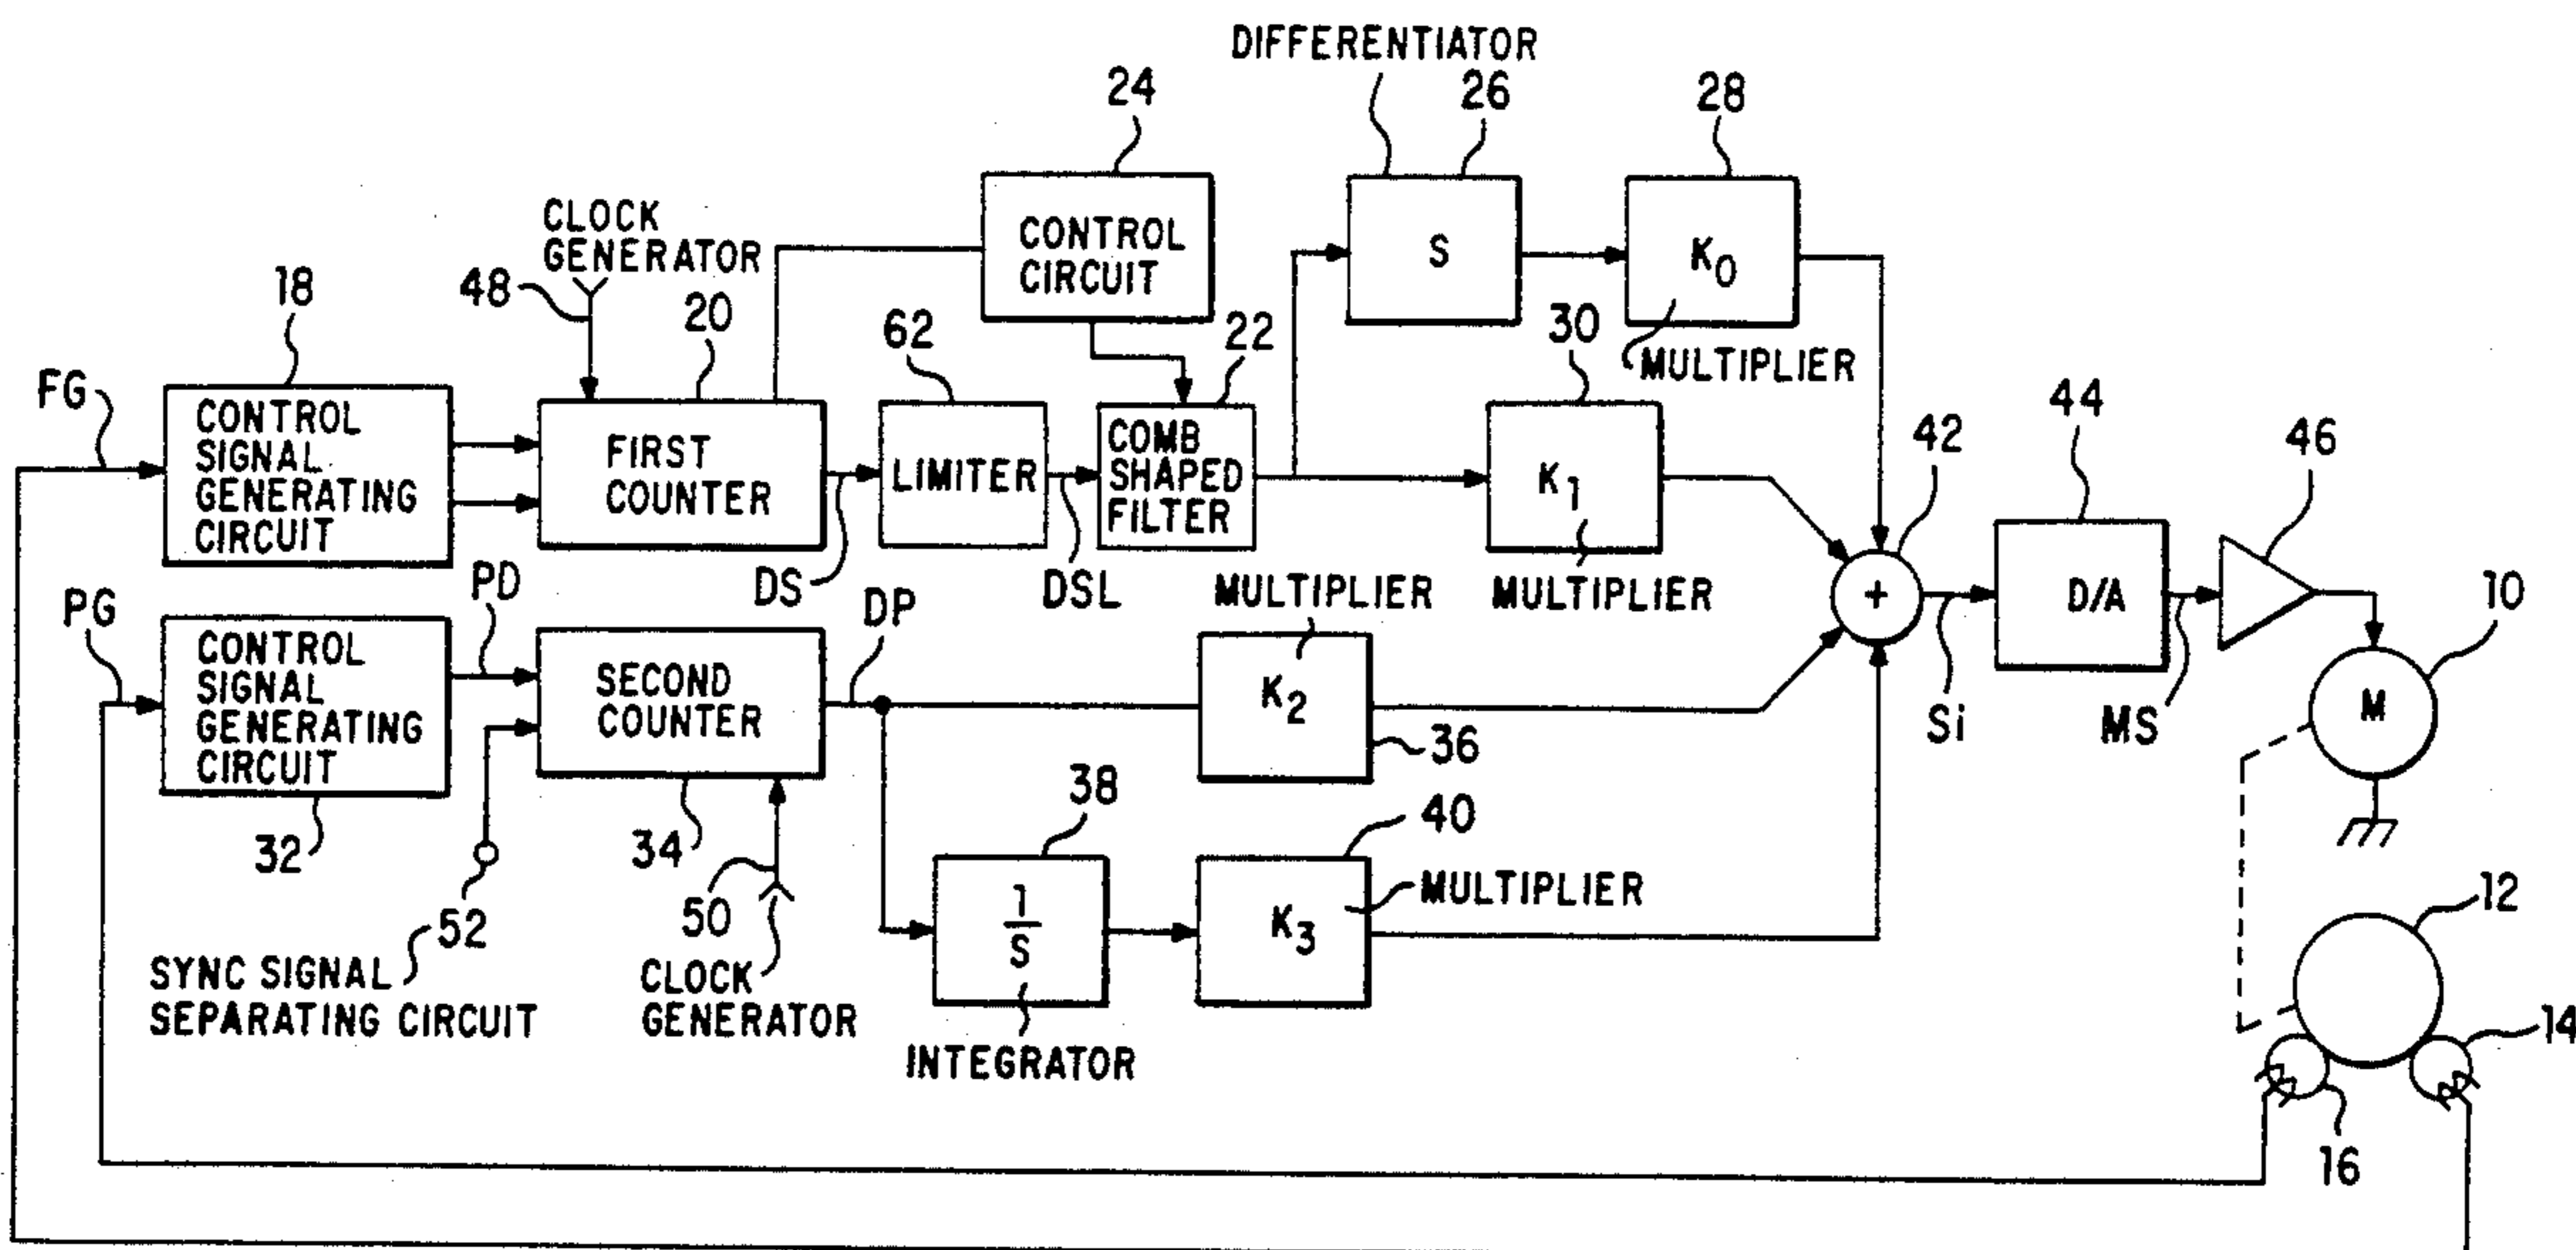 DIFFERENTIATOR
24
26
28
CLOCK
GENERATOR
CONTROL
CIRCUIT
S
K0
18
48
20
62
22
30
MULTIPLIER
FG
CONTROL
SIGNAL
GENERATING
CIRCUIT
FIRST
COUNTER
LIMITER
COMB
SHAPED
FILTER
K1
44
42
46
PG
PD
DS
DSL
DP
MULTIPLIER
MULTIPLIER
+
D/A
10
CONTROL
SIGNAL
GENERATING
CIRCUIT
SECOND
COUNTER
K2
36
Si
MS
M
32
34
38
40
52
50
1
S
K3
MULTIPLIER
12
SYNC SIGNAL
SEPARATING CIRCUIT
CLOCK
GENERATOR
INTEGRATOR
14
16